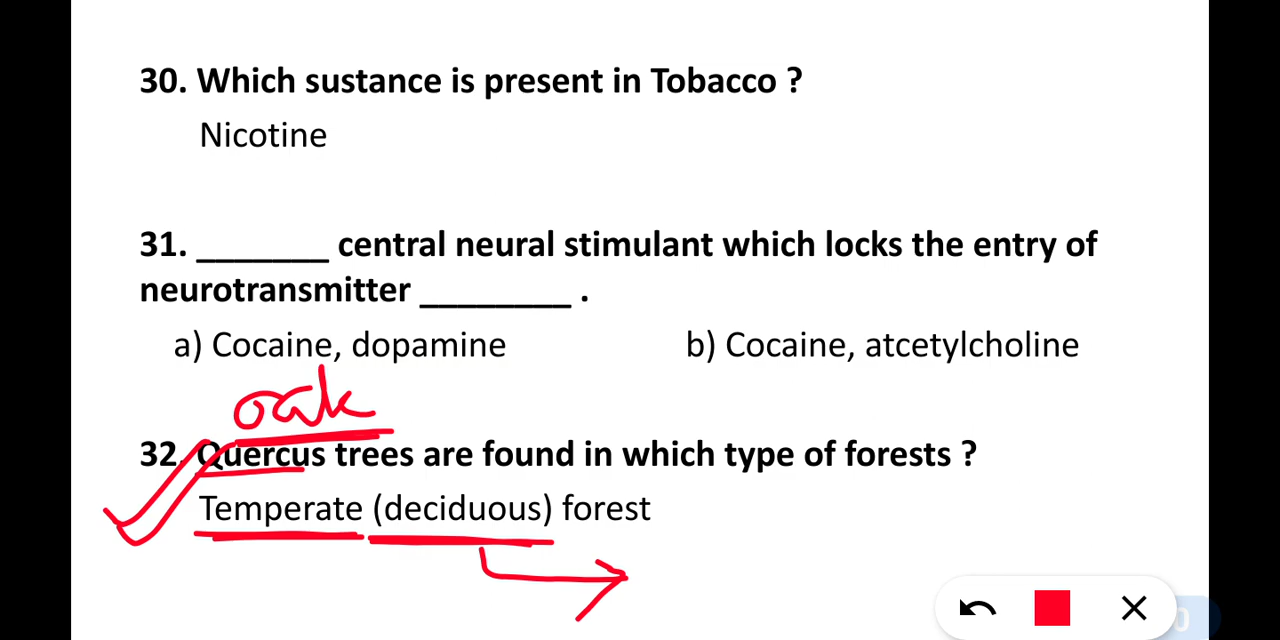 30. Which sustance is present in Tobacco ?
Nicotine
31. _______ central neural stimulant which locks the entry of
neurotransmitter ________ .
a) Cocaine, dopamine b) Cocaine, atcetylcholine
oak
32. Quercus trees are found in which type of forests ?
Temperate (deciduous) forest